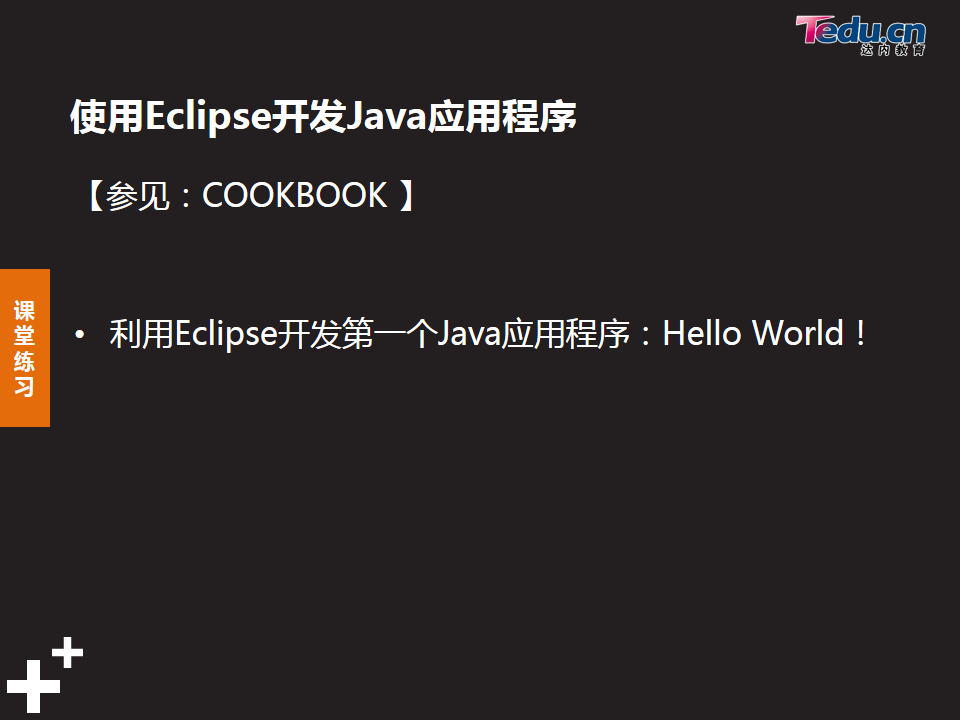 Tedu.cn
达内教育
使用Eclipse开发Java应用程序
【参见：COOKBOOK 】
课堂练习
• 利用Eclipse开发第一个Java应用程序：Hello World！